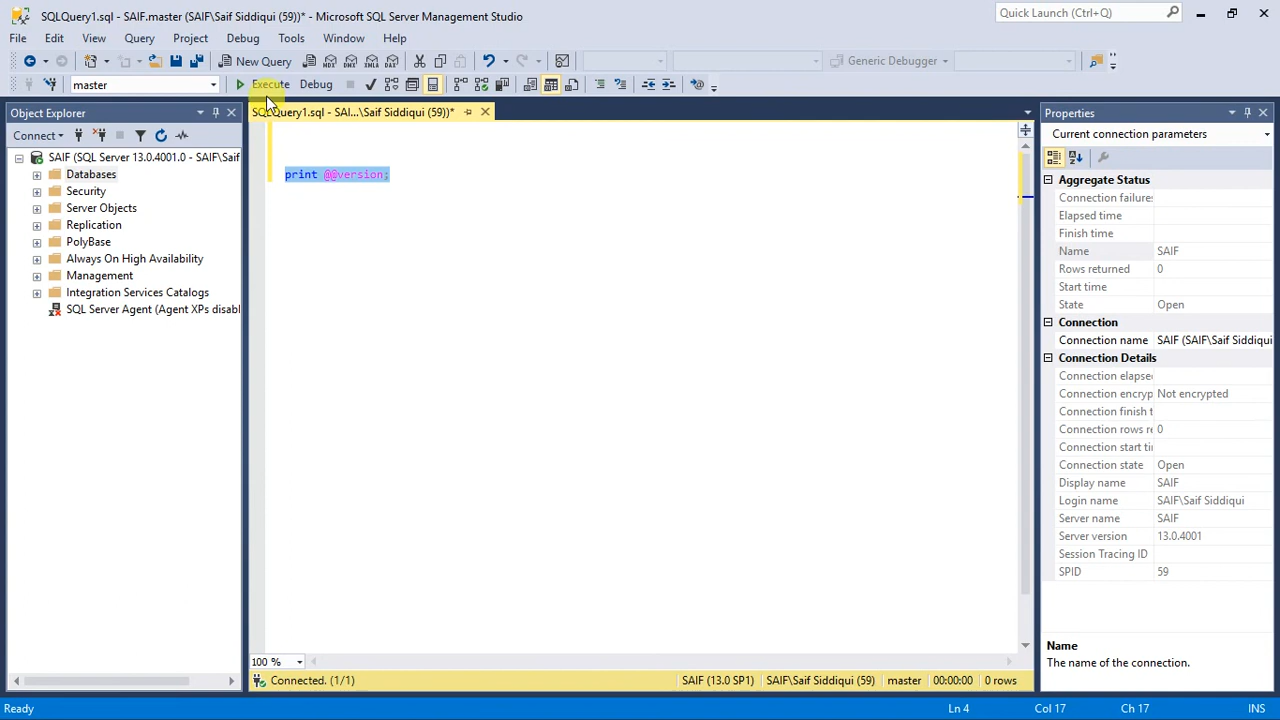 SQLQuery1.sql - SAIF.master (SAIF\Saif Siddiqui (59))* - Microsoft SQL Server Management Studio
Quick Launch (Ctrl+Q)
File Edit View Query Project Debug Tools Window Help
New Query
Generic Debugger
master
Execute Debug
Object Explorer
SQLQuery1.sql - SAI...\Saif Siddiqui (59))*
Properties
Connect
Current connection parameters
SAIF (SQL Server 13.0.4001.0 - SAIF\Saif
Databases
Security
Server Objects
Replication
PolyBase
Always On High Availability
Management
Integration Services Catalogs
SQL Server Agent (Agent XPs disabl
print @@version;
Aggregate Status
Connection failures
Elapsed time
Finish time
Name SAIF
Rows returned 0
Start time
State Open
Connection
Connection name SAIF (SAIF\Saif Siddiqui
Connection Details
Connection elapse
Connection encryp Not encrypted
Connection finish t
Connection rows re 0
Connection start ti
Connection state Open
Display name SAIF
Login name SAIF\Saif Siddiqui
Server name SAIF
Server version 13.0.4001
Session Tracing ID
SPID 59
Name
The name of the connection.
100 %
Connected. (1/1)
SAIF (13.0 SP1) SAIF\Saif Siddiqui (59) master 00:00:00 0 rows
Ready
Ln 4 Col 17 Ch 17 INS